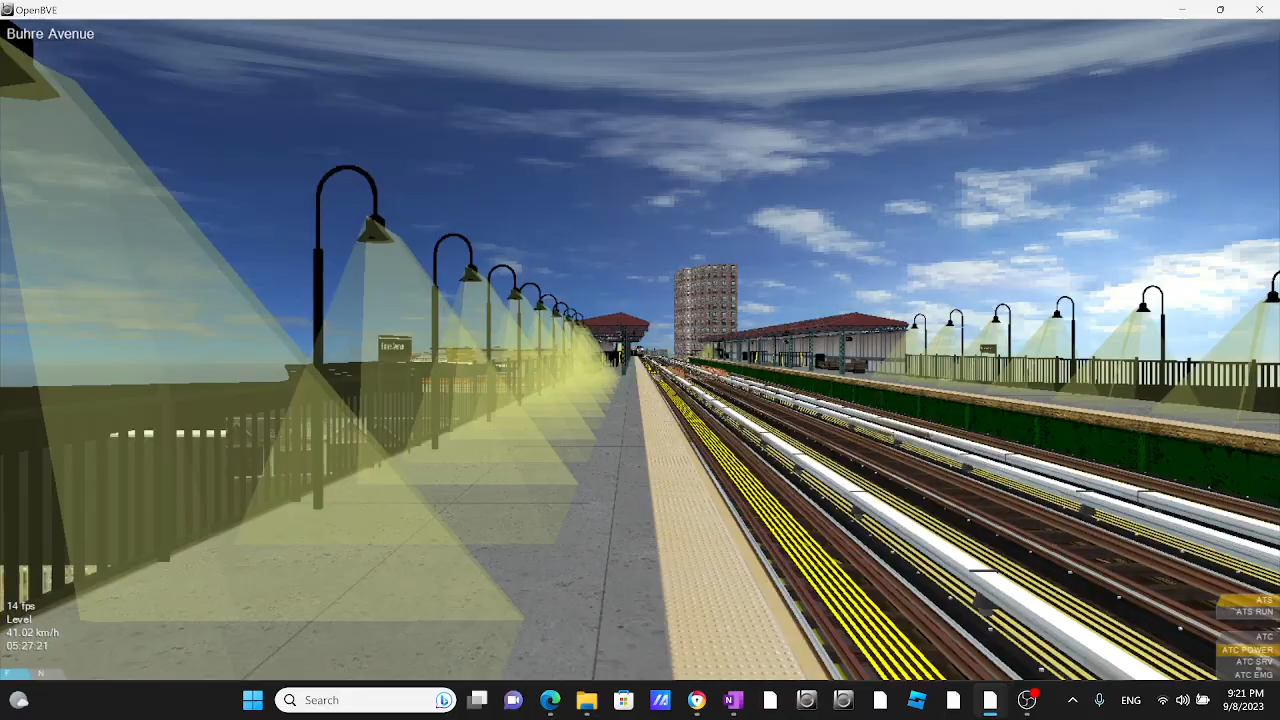 OpenBVE
Buhre Avenue
14 fps
Level
41.02 km/h
05:27:21
F N
ATS
ATS RUN
ATC
ATC POWER
ATC SRV
ATC EMG
Search
ENG
9:21 PM
9/8/2023